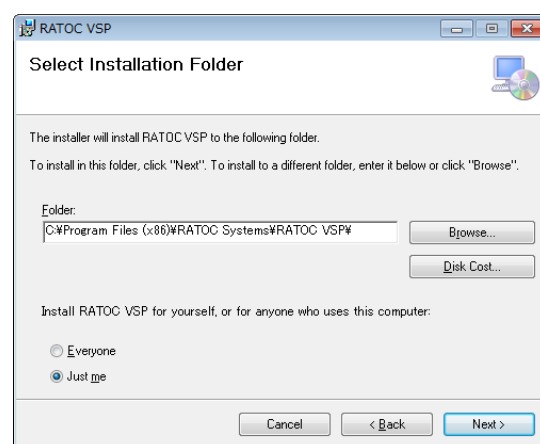 RATOC VSP
Select Installation Folder
The installer will install RATOC VSP to the following folder.
To install in this folder, click "Next". To install to a different folder, enter it below or click "Browse".
Folder:
C:¥Program Files (x86)¥RATOC Systems¥RATOC VSP¥
Browse...
Disk Cost...
Install RATOC VSP for yourself, or for anyone who uses this computer:
Everyone
Just me
Cancel
< Back
Next >